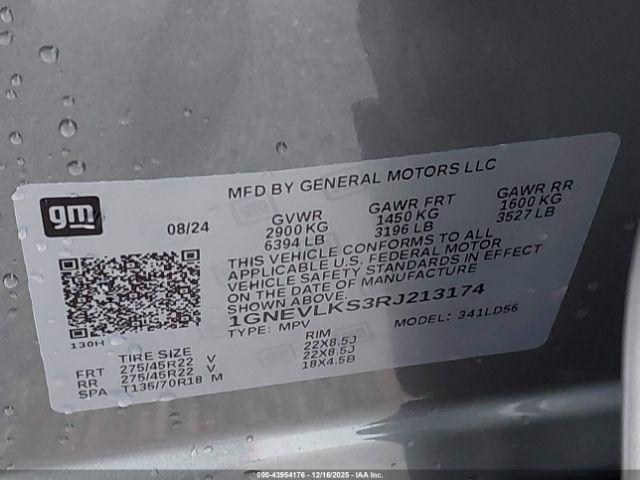 gm
MFD BY GENERAL MOTORS LLC
08/24
GVWR GAWR FRT GAWR RR
2900 KG 1450 KG 1600 KG
6394 LB 3196 LB 3527 LB
THIS VEHICLE CONFORMS TO ALL
APPLICABLE U.S. FEDERAL MOTOR
VEHICLE SAFETY STANDARDS IN EFFECT
ON THE DATE OF MANUFACTURE
SHOWN ABOVE.
1GNEVLKS3RJ213174
TYPE: MPV MODEL: 341LD56
130H
TIRE SIZE RIM
FRT 275/45R22 V 22X8.5J
RR 275/45R22 V 22X8.5J
SPA T135/70R18 M 18X4.5B
000-43954176 - 12/16/2025 - IAA Inc.